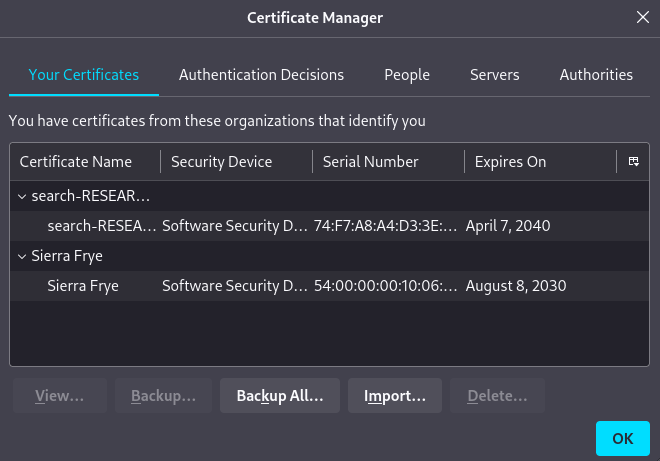 Certificate Manager
Your Certificates Authentication Decisions People Servers Authorities
You have certificates from these organizations that identify you
Certificate Name Security Device Serial Number Expires On
search-RESEAR…
search-RESEA… Software Security D… 74:F7:A8:A4:D3:3E:… April 7, 2040
Sierra Frye
Sierra Frye Software Security D… 54:00:00:00:10:06:… August 8, 2030
View… Backup… Backup All… Import… Delete…
OK